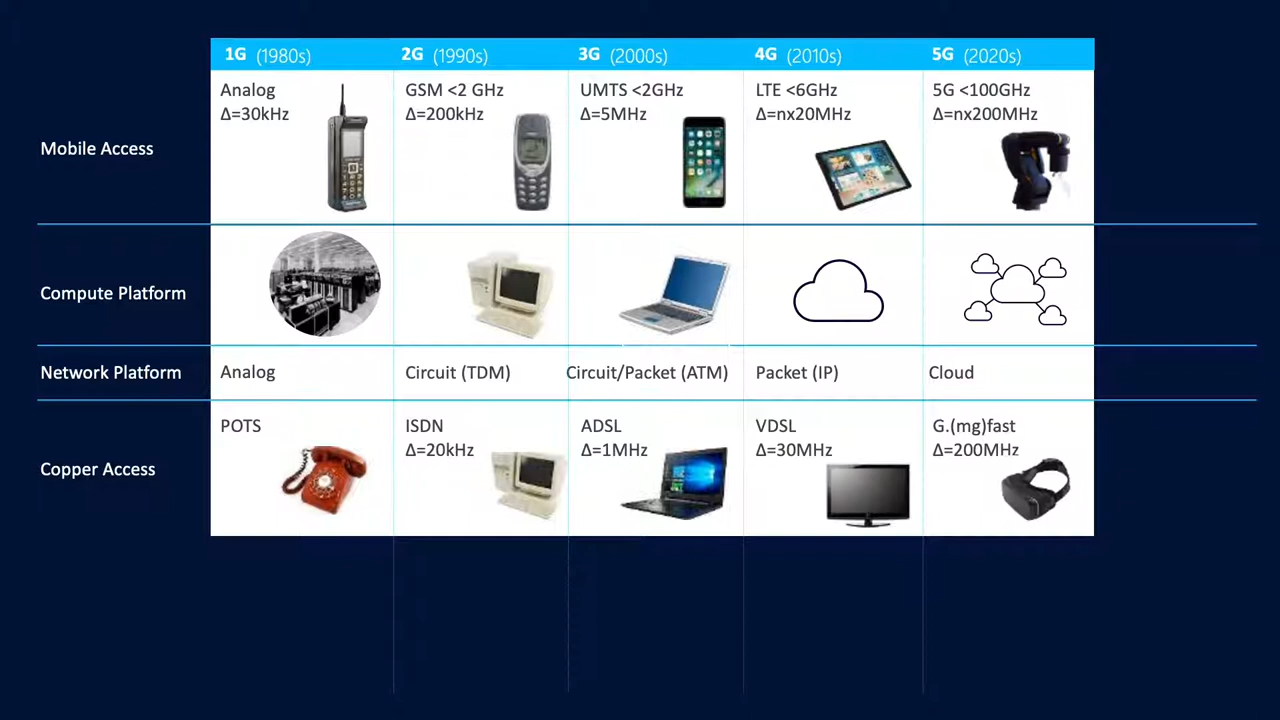 1G (1980s) 2G (1990s) 3G (2000s) 4G (2010s) 5G (2020s)
Mobile Access
Analog
Δ=30kHz
GSM <2 GHz
Δ=200kHz
UMTS <2GHz
Δ=5MHz
LTE <6GHz
Δ=nx20MHz
5G <100GHz
Δ=nx200MHz
Compute Platform
Network Platform
Analog
Circuit (TDM)
Circuit/Packet (ATM)
Packet (IP)
Cloud
Copper Access
POTS
ISDN
Δ=20kHz
ADSL
Δ=1MHz
VDSL
Δ=30MHz
G.(mg)fast
Δ=200MHz